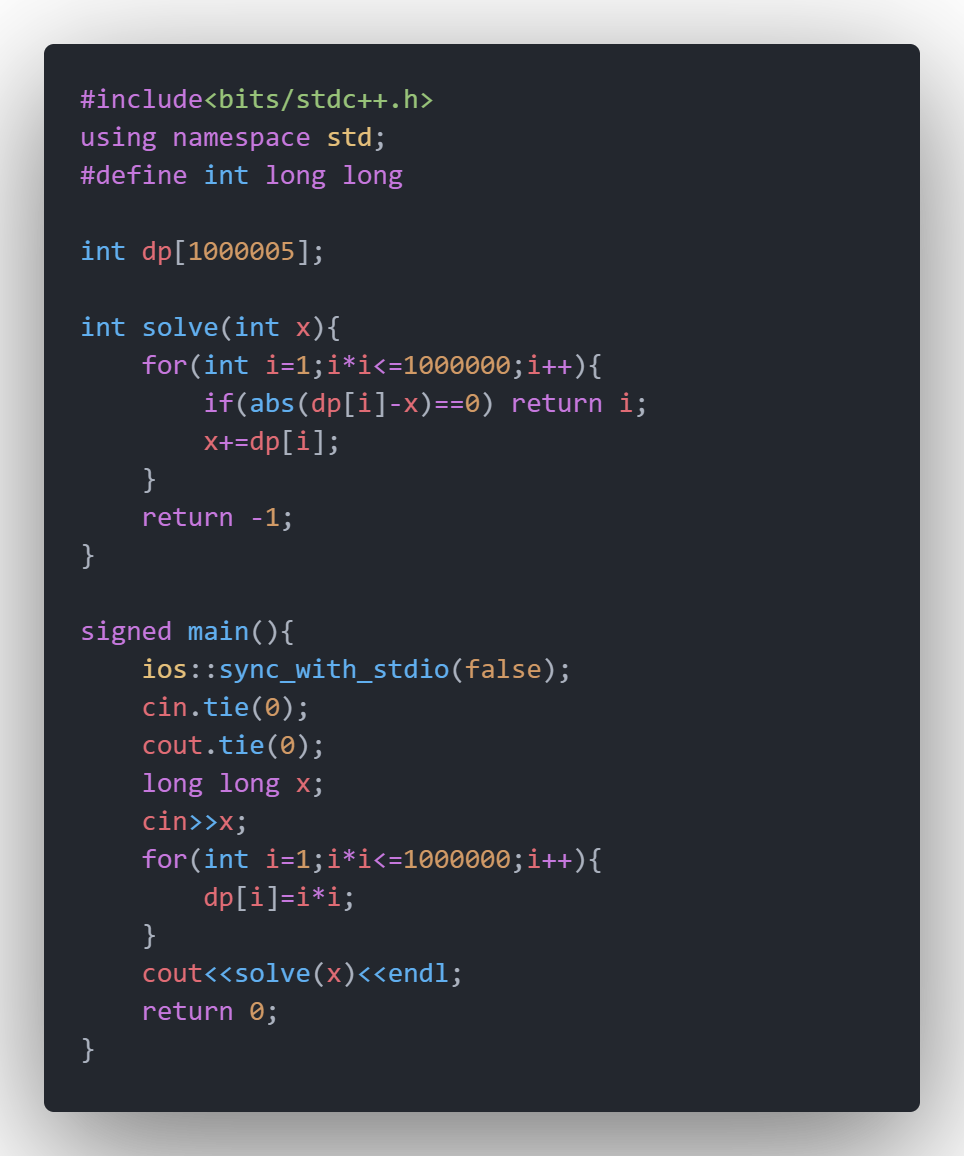 #include<bits/stdc++.h>
using namespace std;
#define int long long
int dp[1000005];
int solve(int x){
    for(int i=1;i*i<=1000000;i++){
        if(abs(dp[i]-x)==0) return i;
        x+=dp[i];
    }
    return -1;
}
signed main(){
    ios::sync_with_stdio(false);
    cin.tie(0);
    cout.tie(0);
    long long x;
    cin>>x;
    for(int i=1;i*i<=1000000;i++){
        dp[i]=i*i;
    }
    cout<<solve(x)<<endl;
    return 0;
}